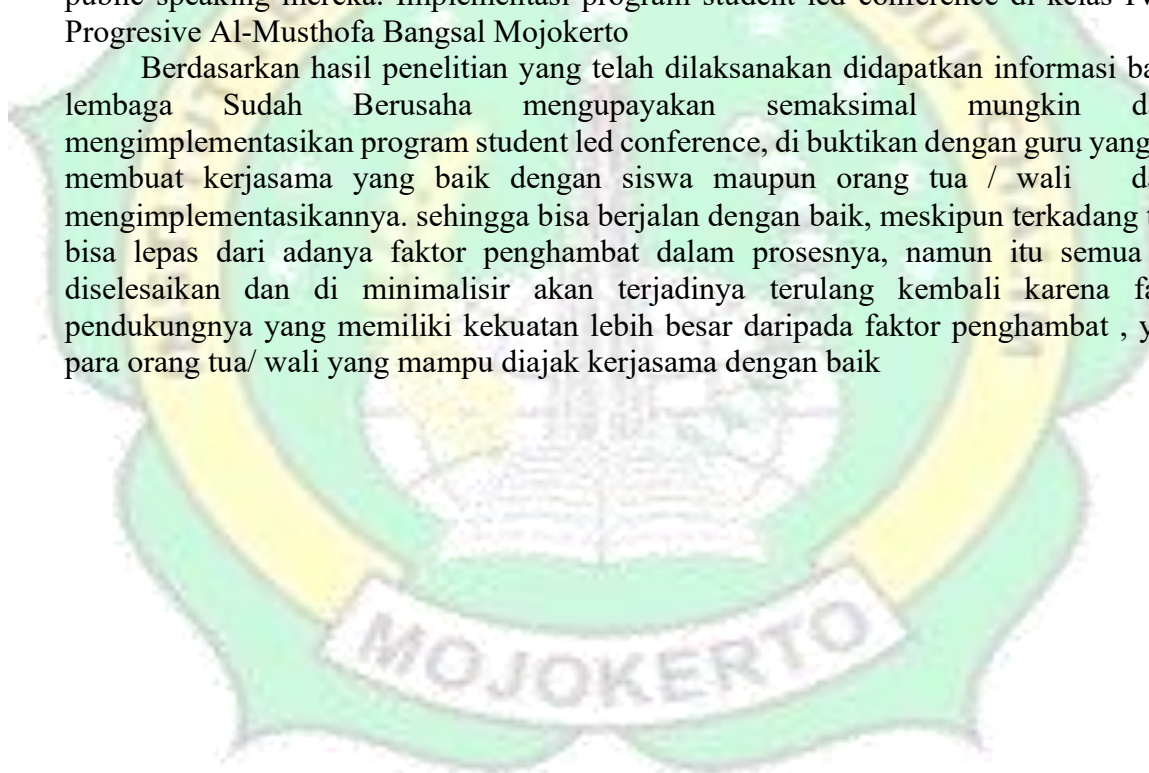 public speaking mereka. Implementasi program student led conference di kelas
Progresive Al-Musthofa Bangsal Mojokerto
Berdasarkan hasil penelitian yang telah dilaksanakan didapatkan informasi
lembaga Sudah Berusaha mengupayakan semaksimal mungkin
mengimplementasikan program student led conference, di buktikan dengan guru yang
membuat kerjasama yang baik dengan siswa maupun orang tua / wali
mengimplementasikannya. sehingga bisa berjalan dengan baik, meskipun terkadang
bisa lepas dari adanya faktor penghambat dalam prosesnya, namun itu semua
diselesaikan dan di minimalisir akan terjadinya terulang kembali karena
pendukungnya yang memiliki kekuatan lebih besar daripada faktor penghambat ,
para orang tua/ wali yang mampu diajak kerjasama dengan baik
MOJOKERTO